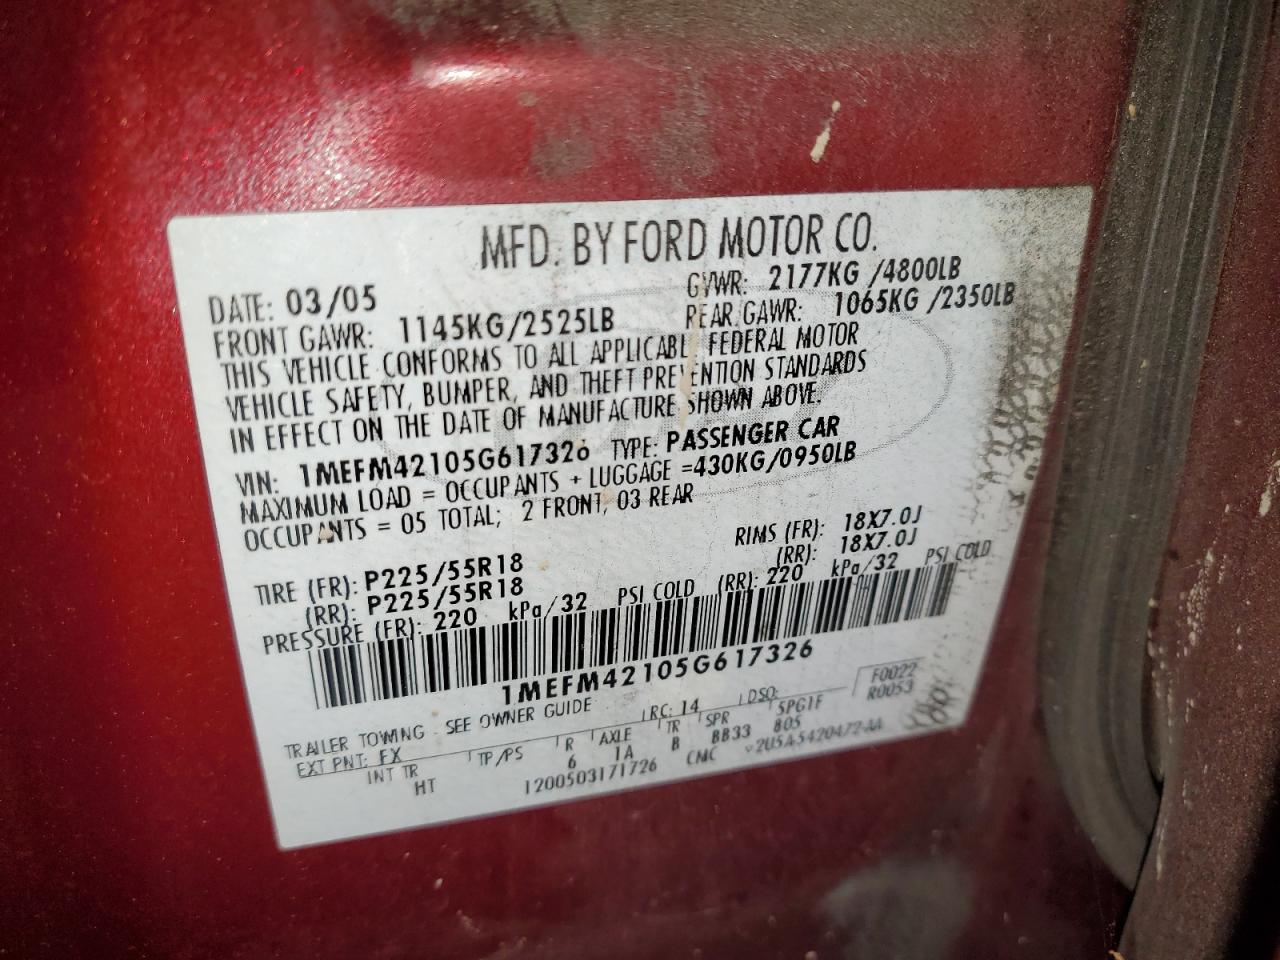 MFD. BY FORD MOTOR CO.
DATE: 03/05 GVWR: 2177KG /4800LB
FRONT GAWR: 1145KG/2525LB REAR GAWR: 1065KG /2350LB
THIS VEHICLE CONFORMS TO ALL APPLICABL FEDERAL MOTOR
VEHICLE SAFETY, BUMPER, AND THEFT PREVENTION STANDARDS
IN EFFECT ON THE DATE OF MANUFACTURE SHOWN ABOVE.
VIN: 1MEFM42105G617326 TYPE: PASSENGER CAR
MAXIMUM LOAD = OCCUPANTS + LUGGAGE =430KG/0950LB
OCCUPANTS = 05 TOTAL; 2 FRONT, 03 REAR
TIRE (FR): P225/55R18 RIMS (FR): 18X7.0J
(RR): P225/55R18 (RR): 18X7.0J
PRESSURE (FR): 220 kPa/32 PSI COLD (RR): 220 kPa/32 PSI COLD
1MEFM42105G617326
TRAILER TOWING - SEE OWNER GUIDE
EXT PNT: FX RC: 14 DSO: F0022
INT TR TP/PS R AXLE TR SPR 5PG1F R0053
HT 6 1A B BB33 805
1200503171726 CMC 2U5A-5420472-AA